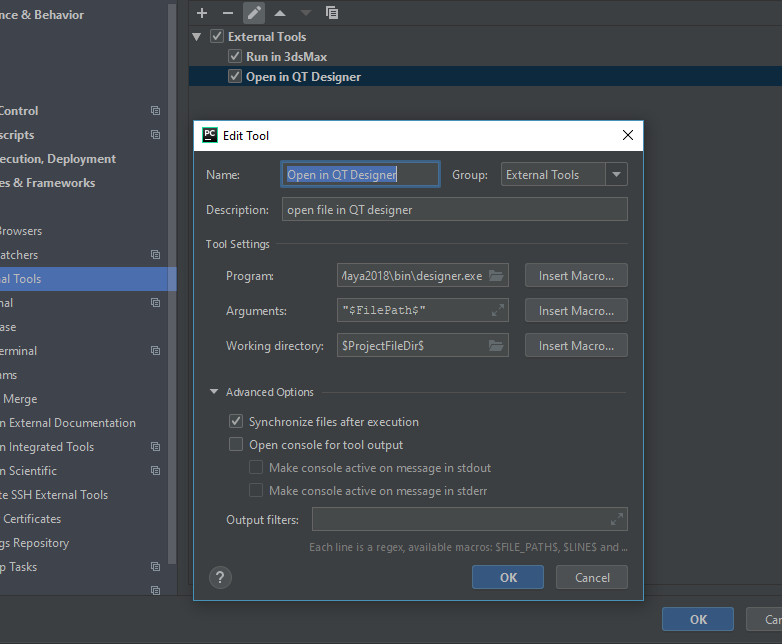 nce & Behavior
Control
scripts
ecution, Deployment
es & Frameworks
Browsers
atchers
nal Tools
nal
ase
erminal
ams
Merge
n External Documentation
n Integrated Tools
n Scientific
te SSH External Tools
Certificates
gs Repository
p Tasks
External Tools
Run in 3dsMax
Open in QT Designer
PC Edit Tool
Name: Open in QT Designer Group: External Tools
Description: open file in QT designer
Tool Settings
Program: Maya2018\bin\designer.exe Insert Macro...
Arguments: "$FilePath$" Insert Macro...
Working directory: $ProjectFileDir$ Insert Macro...
Advanced Options
Synchronize files after execution
Open console for tool output
Make console active on message in stdout
Make console active on message in stderr
Output filters:
Each line is a regex, available macros: $FILE_PATH$, $LINE$ and ...
? OK Cancel
OK Car